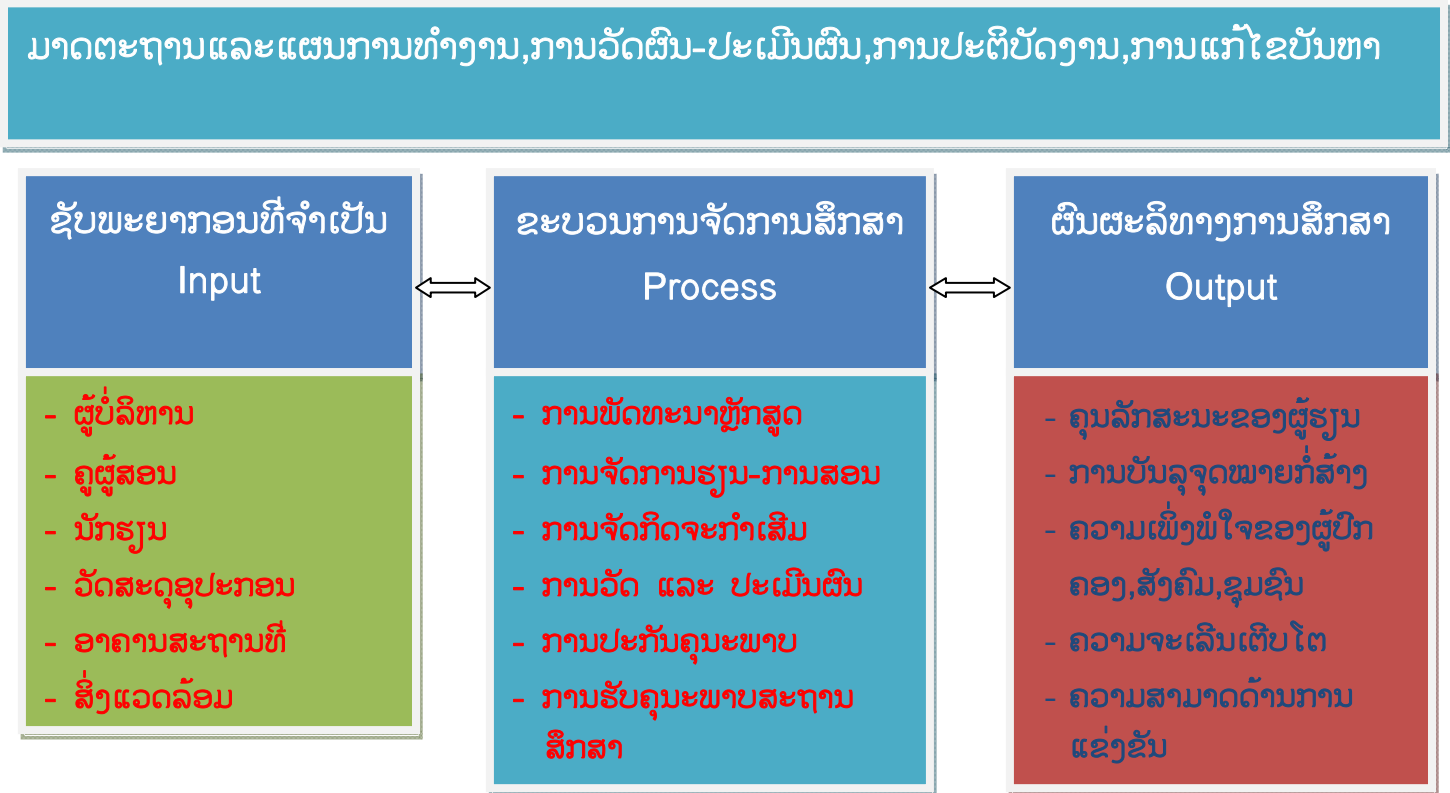 ມາດຕະຖານແລະແຜນການທຳງານ,ການວັດຜົນ-ປະເມີນຜົນ,ການປະຕິບັດງານ,ການແກ້ໄຂບັນຫາ
ຊັບພະຍາກອນທີ່ຈຳເປັນ
Input
- ຜູ້ບໍ່ລິຫານ
- ຄູຜູ້ສອນ
- ນັກຮຽນ
- ວັດສະດຸອຸປະກອນ
- ອາຄານສະຖານທີ່
- ສິ່ງແວດລ້ອມ
ຂະບວນການຈັດການສຶກສາ
Process
- ການພັດທະນາຫຼັກສູດ
- ການຈັດການຮຽນ-ການສອນ
- ການຈັດກິດຈະກຳເສີມ
- ການວັດ ແລະ ປະເມີນຜົນ
- ການປະກັນຄຸນະພາບ
- ການຮັບຄຸນະພາບສະຖານ
ສຶກສາ
ຜົນຜະລິທາງການສຶກສາ
Output
- ຄຸນລັກສະນະຂອງຜູ້ຮຽນ
- ການບັນລຸຈຸດໝາຍກໍ່ສ້າງ
- ຄວາມເພິ່ງພໍໃຈຂອງຜູ້ປົກ
ຄອງ,ສັງຄົມ,ຊຸມຊົນ
- ຄວາມຈະເລີນເຕີບໂຕ
- ຄວາມສາມາດດ້ານການ
ແຂ່ງຂັນ